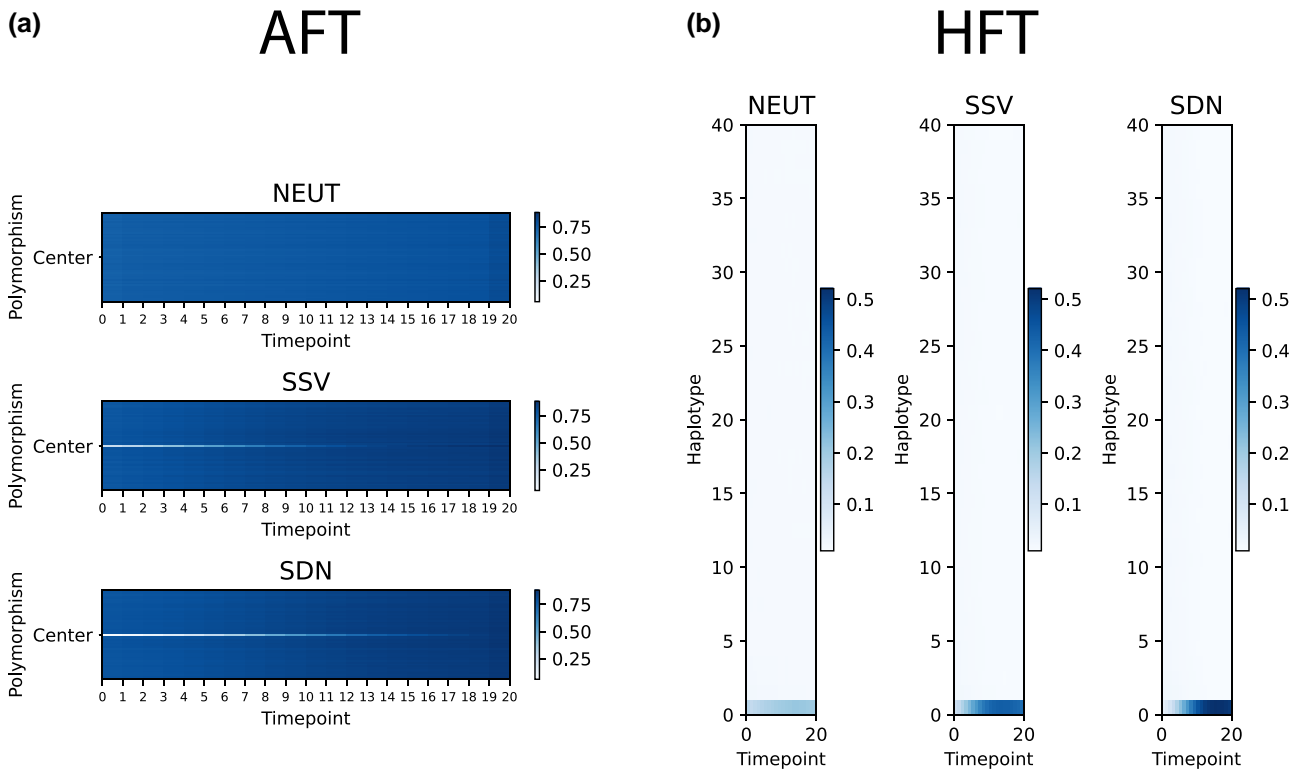 (a)
AFT
NEUT
Polymorphism
Center
0 1 2 3 4 5 6 7 8 9 10 11 12 13 14 15 16 17 18 19 20
Timepoint
0.75
0.50
0.25
SSV
Polymorphism
Center
0 1 2 3 4 5 6 7 8 9 10 11 12 13 14 15 16 17 18 19 20
Timepoint
0.75
0.50
0.25
SDN
Polymorphism
Center
0 1 2 3 4 5 6 7 8 9 10 11 12 13 14 15 16 17 18 19 20
Timepoint
0.75
0.50
0.25
(b)
HFT
NEUT
Haplotype
40
35
30
25
20
15
10
5
0
0 20
Timepoint
0.5
0.4
0.3
0.2
0.1
SSV
Haplotype
40
35
30
25
20
15
10
5
0
0 20
Timepoint
0.5
0.4
0.3
0.2
0.1
SDN
Haplotype
40
35
30
25
20
15
10
5
0
0 20
Timepoint
0.5
0.4
0.3
0.2
0.1